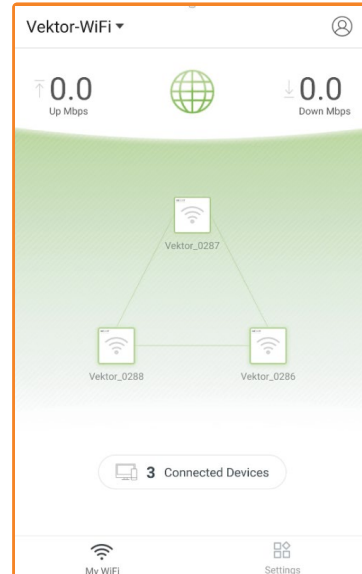 Vektor-WiFi
0.0
Up Mbps
0.0
Down Mbps
Vektor_0287
Vektor_0288
Vektor_0286
3 Connected Devices
My WiFi
Settings